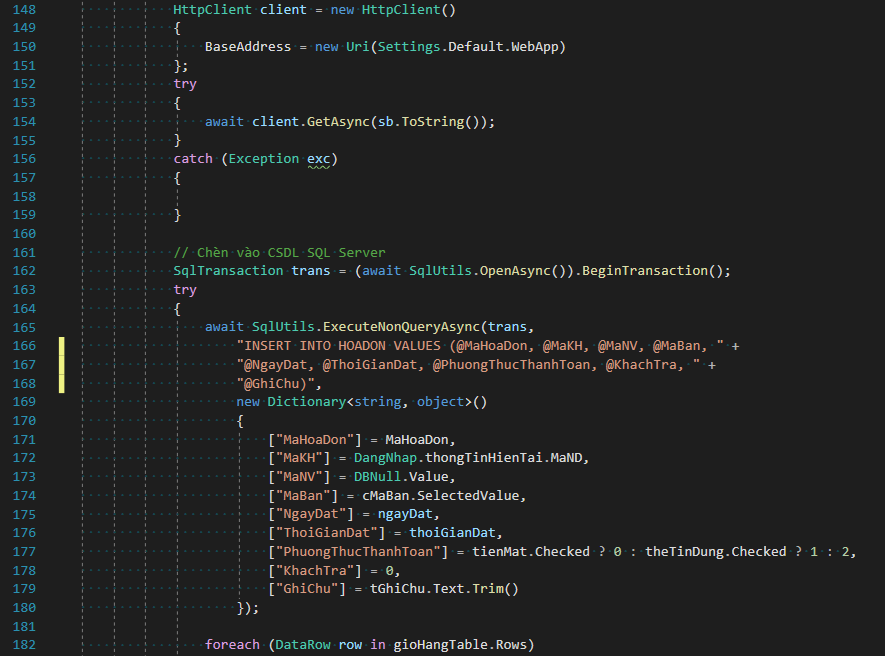 148 HttpClient client = new HttpClient()
149 {
150 BaseAddress = new Uri(Settings.Default.WebApp)
151 };
152 try
153 {
154 await client.GetAsync(sb.ToString());
155 }
156 catch (Exception exc)
157 {
158
159 }
160
161 // Chèn vào CSDL SQL Server
162 SqlTransaction trans = (await SqlUtils.OpenAsync()).BeginTransaction();
163 try
164 {
165 await SqlUtils.ExecuteNonQueryAsync(trans,
166 "INSERT INTO HOADON VALUES (@MaHoaDon, @MaKH, @MaNV, @MaBan, " +
167 "@NgayDat, @ThoiGianDat, @PhuongThucThanhToan, @KhachTra, " +
168 "@GhiChu)",
169 new Dictionary<string, object>()
170 {
171 ["MaHoaDon"] = MaHoaDon,
172 ["MaKH"] = DangNhap.thongTinHienTai.MaND,
173 ["MaNV"] = DBNull.Value,
174 ["MaBan"] = cMaBan.SelectedValue,
175 ["NgayDat"] = ngayDat,
176 ["ThoiGianDat"] = thoiGianDat,
177 ["PhuongThucThanhToan"] = tienMat.Checked ? 0 : theTinDung.Checked ? 1 : 2,
178 ["KhachTra"] = 0,
179 ["GhiChu"] = tGhiChu.Text.Trim()
180 });
181
182 foreach (DataRow row in gioHangTable.Rows)